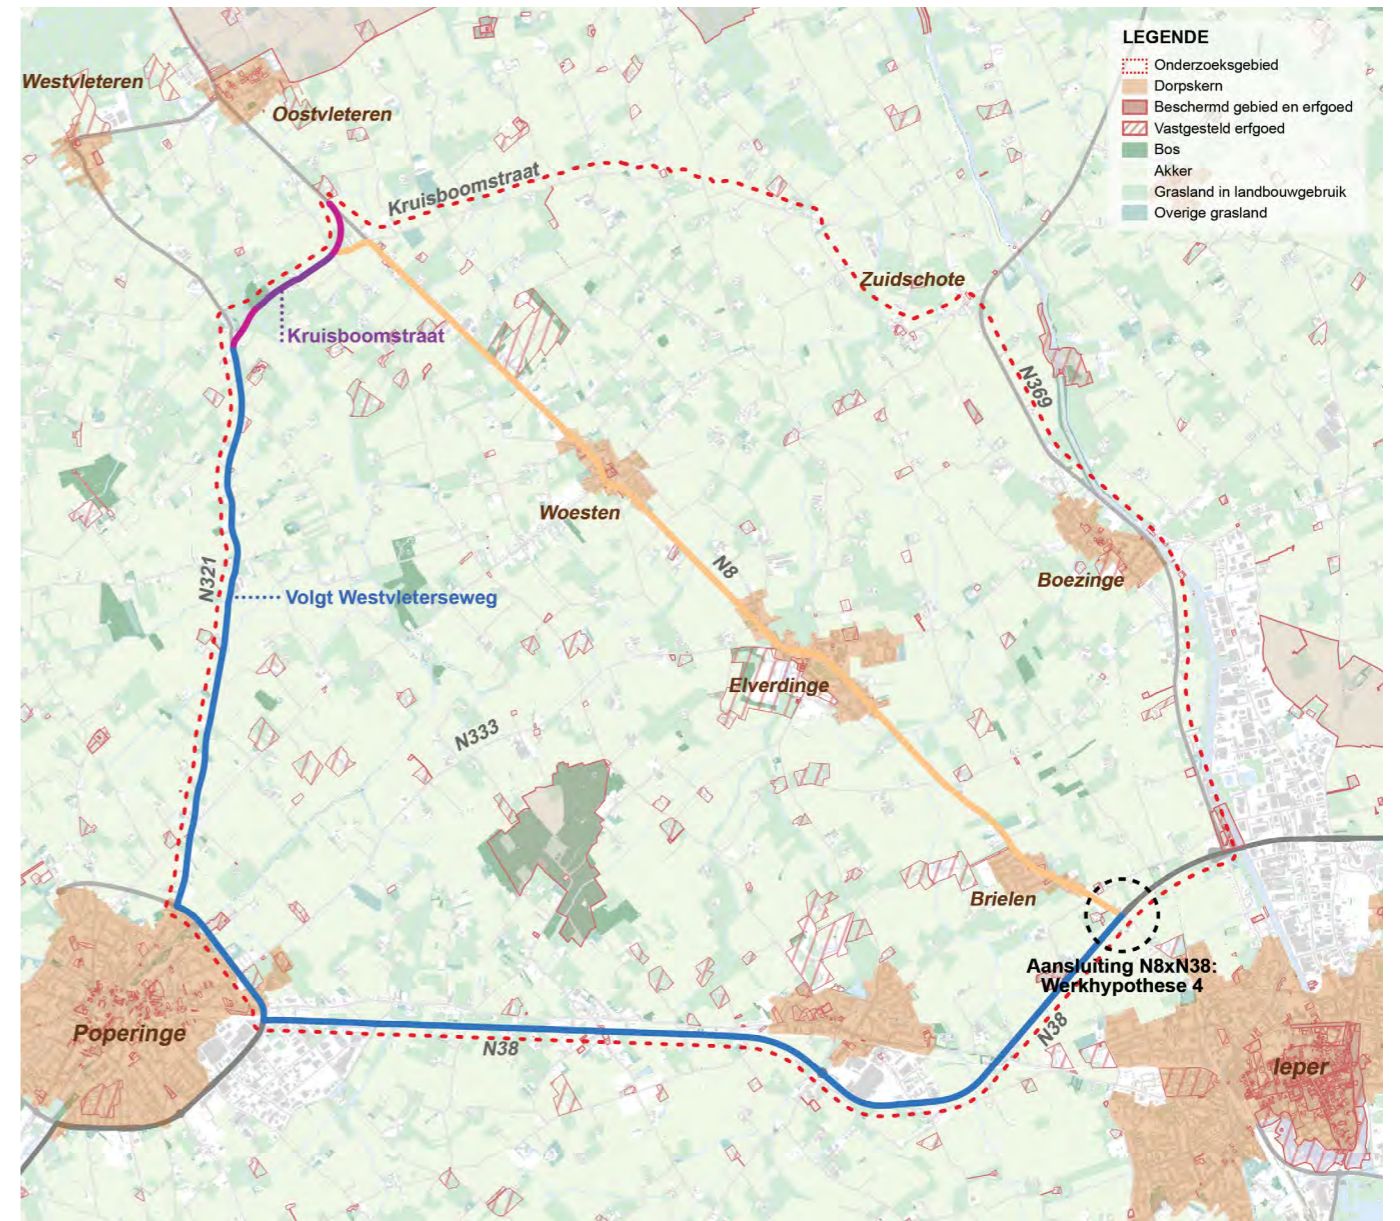 LEGENDE
Onderzoeksgebied
Dorpskern
Beschermd gebied en erfgoed
Vastgesteld erfgoed
Bos
Akker
Grasland in landbouwgebruik
Overige grasland
Westvleteren
Oostvleteren
Kruisboomstraat
Zuidschote
Kruisboomstraat
N369
Woesten
N8
Boezinge
N321
Volgt Westvleterseweg
Elverdinge
N333
Brielen
Aansluiting N8xN38:
Werkhypothese 4
Poperinge
N38
N38
Ieper